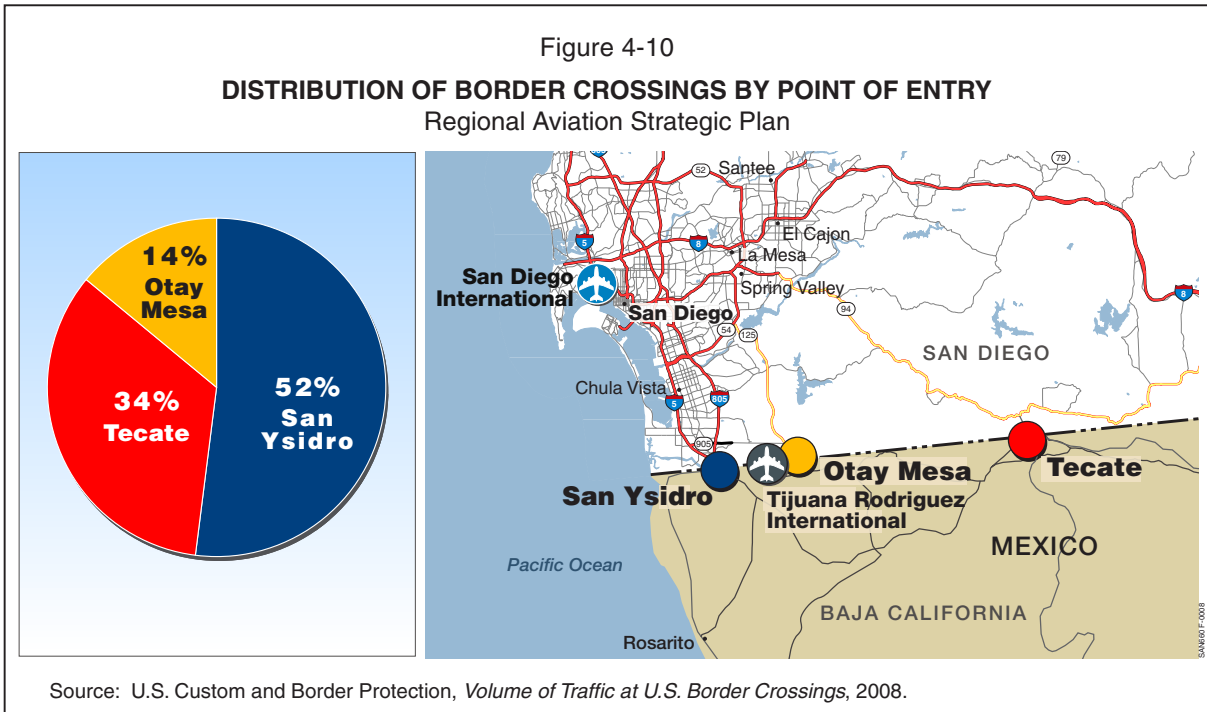 Figure 4-10
DISTRIBUTION OF BORDER CROSSINGS BY POINT OF ENTRY
Regional Aviation Strategic Plan
14%
Otay
Mesa
34%
Tecate
52%
San
Ysidro
52
Santee
79
5
8
El Cajon
La Mesa
San Diego
International
Spring Valley
San Diego
8
94
54
125
SAN DIEGO
Chula Vista
5
805
905
Otay Mesa
Tecate
San Ysidro
Tijuana Rodriguez
International
MEXICO
Pacific Ocean
BAJA CALIFORNIA
Rosarito
SAN660 F-0008
Source: U.S. Custom and Border Protection, Volume of Traffic at U.S. Border Crossings, 2008.